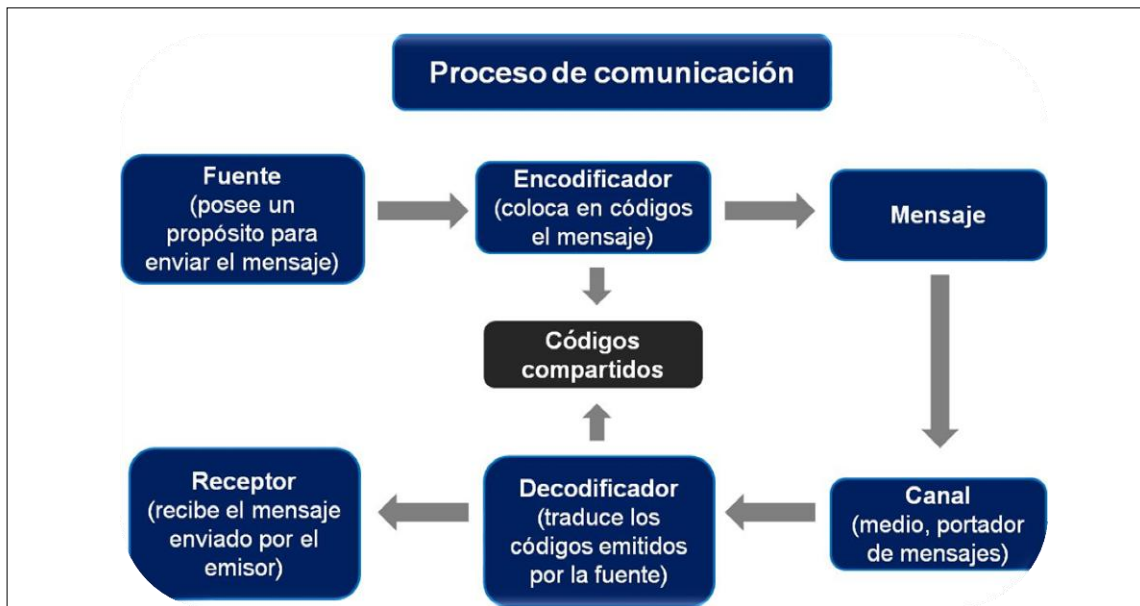 Proceso de comunicación
Fuente
(posee un
propósito para
enviar el mensaje)
Encodificador
(coloca en códigos
el mensaje)
Mensaje
Códigos
compartidos
Receptor
(recibe el mensaje
enviado por el
emisor)
Decodificador
(traduce los
códigos emitidos
por la fuente)
Canal
(medio, portador
de mensajes)